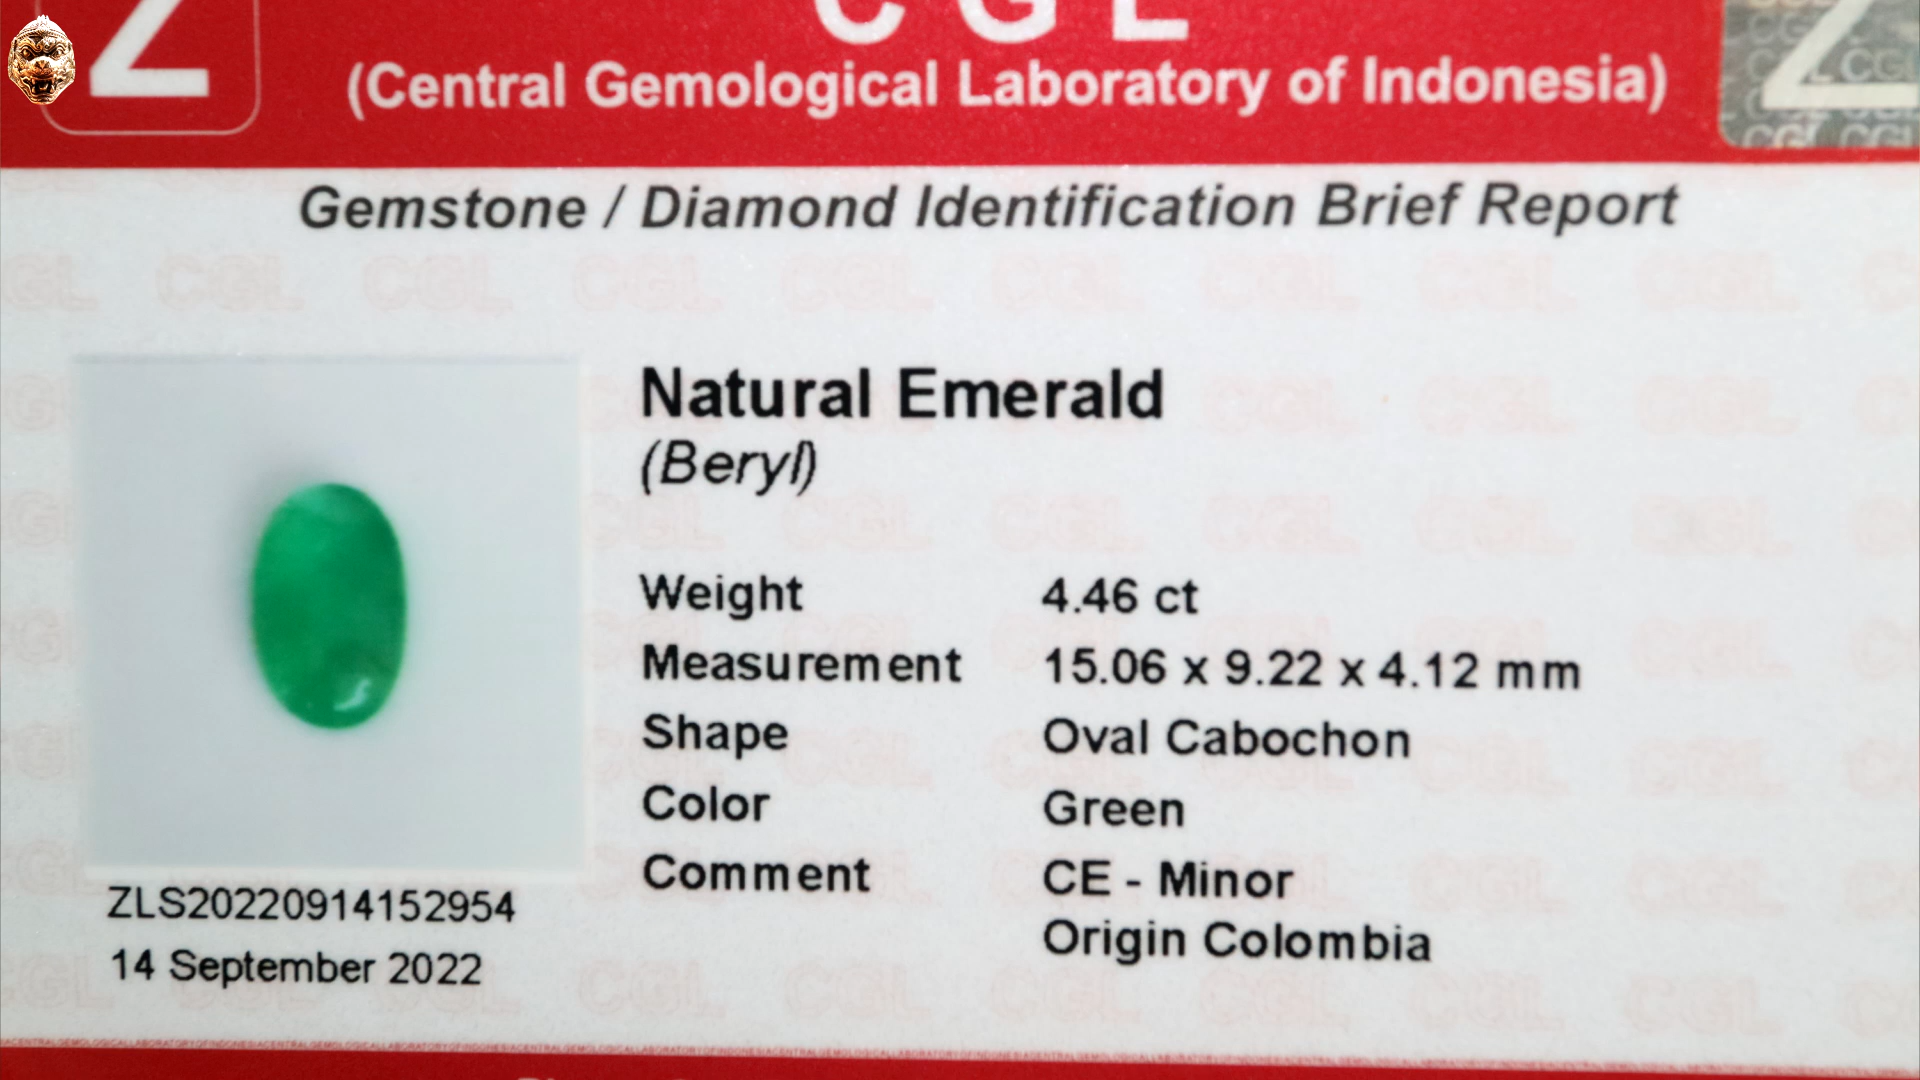 Z
CGL
Z
(Central Gemological Laboratory of Indonesia)
Gemstone / Diamond Identification Brief Report
Natural Emerald
(Beryl)
Weight 4.46 ct
Measurement 15.06 x 9.22 x 4.12 mm
Shape Oval Cabochon
Color Green
Comment CE - Minor
Origin Colombia
ZLS20220914152954
14 September 2022